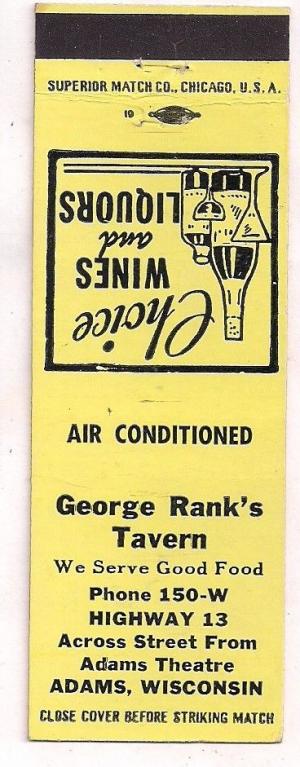 SUPERIOR MATCH CO., CHICAGO, U.S.A.
19
Choice
WINES
and
LIQUORS
AIR CONDITIONED
George Rank's
Tavern
We Serve Good Food
Phone 150-W
HIGHWAY 13
Across Street From
Adams Theatre
ADAMS, WISCONSIN
CLOSE COVER BEFORE STRIKING MATCH